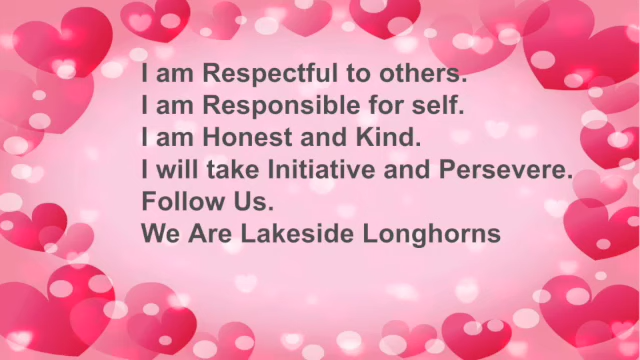 I am Respectful to others.
I am Responsible for self.
I am Honest and Kind.
I will take Initiative and Persevere.
Follow Us.
We Are Lakeside Longhorns